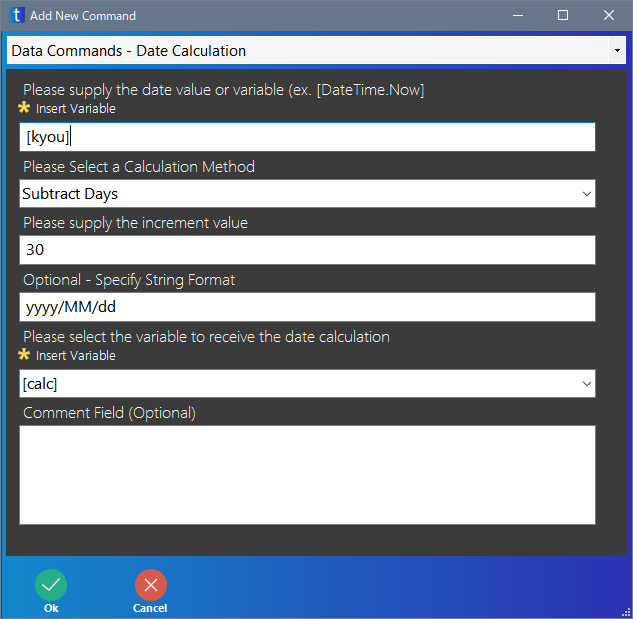 Add New Command
Data Commands - Date Calculation
Please supply the date value or variable (ex. [DateTime.Now]
Insert Variable
[kyou]
Please Select a Calculation Method
Subtract Days
Please supply the increment value
30
Optional - Specify String Format
yyyy/MM/dd
Please select the variable to receive the date calculation
Insert Variable
[calc]
Comment Field (Optional)
Ok Cancel